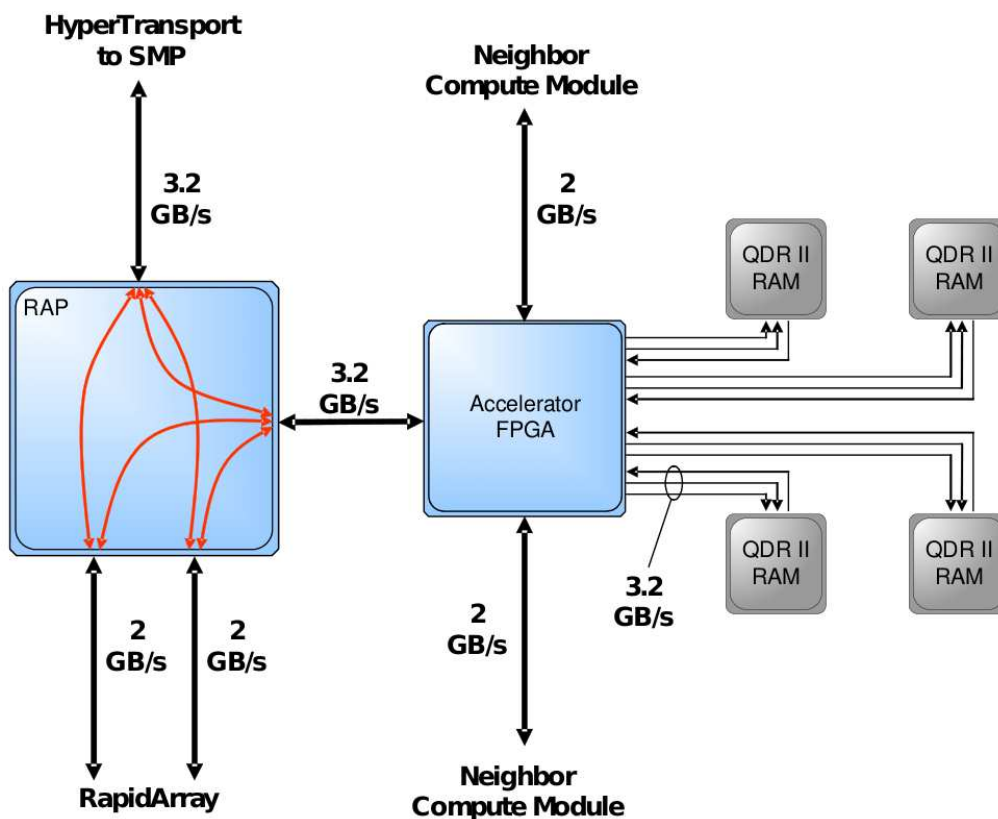 HyperTransport
to SMP
Neighbor
Compute Module
3.2
GB/s
2
GB/s
QDR II
RAM
QDR II
RAM
RAP
3.2
GB/s
Accelerator
FPGA
QDR II
RAM
QDR II
RAM
3.2
GB/s
2
GB/s
2
GB/s
2
GB/s
RapidArray
Neighbor
Compute Module